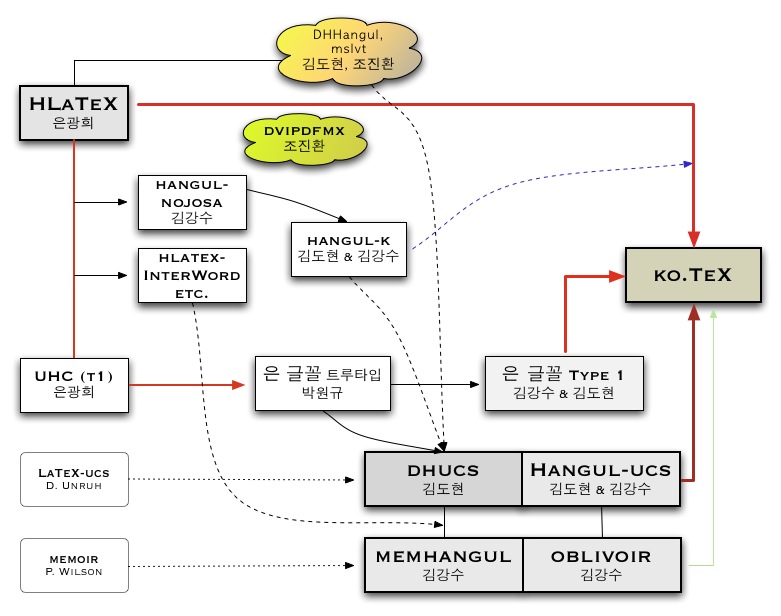 DHHangul,
mslvt
김도현, 조진환
HLaTeX
은광희
DVIPDFMX
조진환
HANGUL-
NOJOSA
김강수
HANGUL-K
김도현 & 김강수
HLATEX-
INTERWORD
ETC.
KO.TEX
UHC (T1)
은광희
은 글꼴 트루타입
박원규
은 글꼴 TYPE 1
김강수 & 김도현
LATEX-UCS
D. UNRUH
DHUCS
김도현
HANGUL-UCS
김도현 & 김강수
MEMOIR
P. WILSON
MEMHANGUL
김강수
OBLIVOIR
김강수